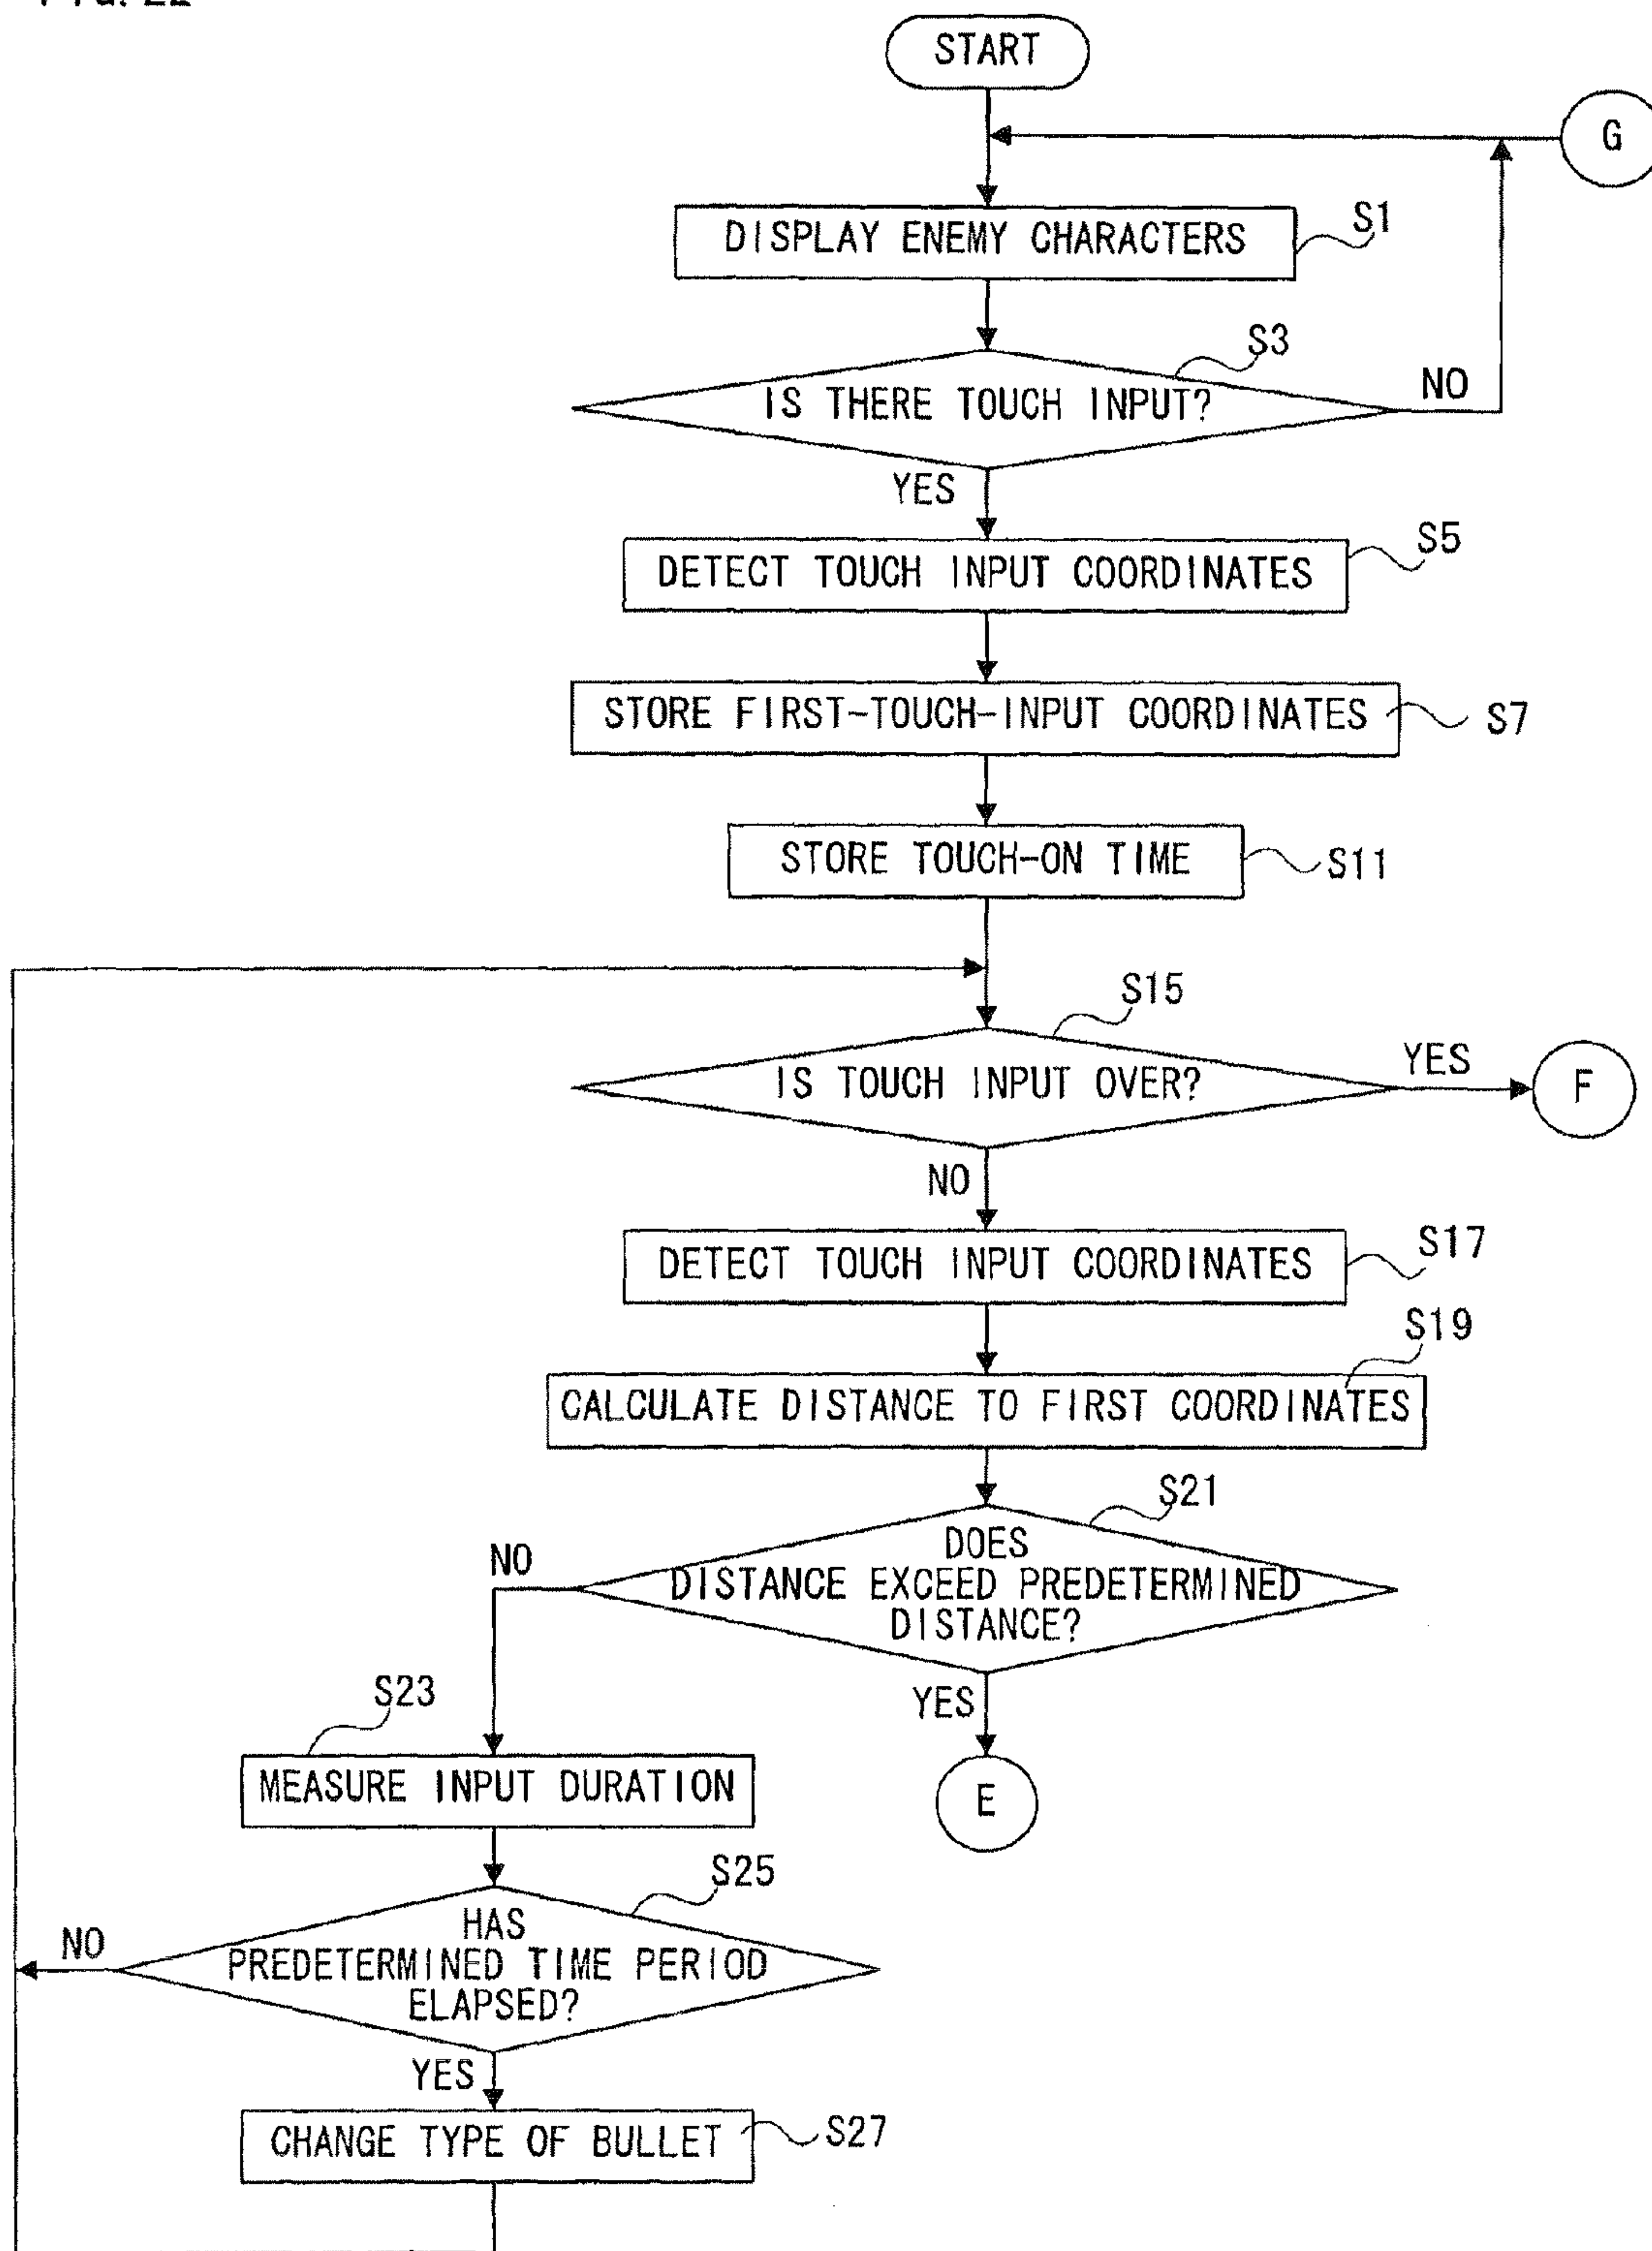 START
G
DISPLAY ENEMY CHARACTERS
S1
S3
IS THERE TOUCH INPUT?
NO
YES
DETECT TOUCH INPUT COORDINATES
S5
STORE FIRST-TOUCH-INPUT COORDINATES
S7
STORE TOUCH-ON TIME
S11
S15
IS TOUCH INPUT OVER?
YES
F
NO
DETECT TOUCH INPUT COORDINATES
S17
S19
CALCULATE DISTANCE TO FIRST COORDINATES
S21
DOES
DISTANCE EXCEED PREDETERMINED
DISTANCE?
NO
YES
E
S23
MEASURE INPUT DURATION
S25
HAS
PREDETERMINED TIME PERIOD
ELAPSED?
NO
YES
CHANGE TYPE OF BULLET
S27